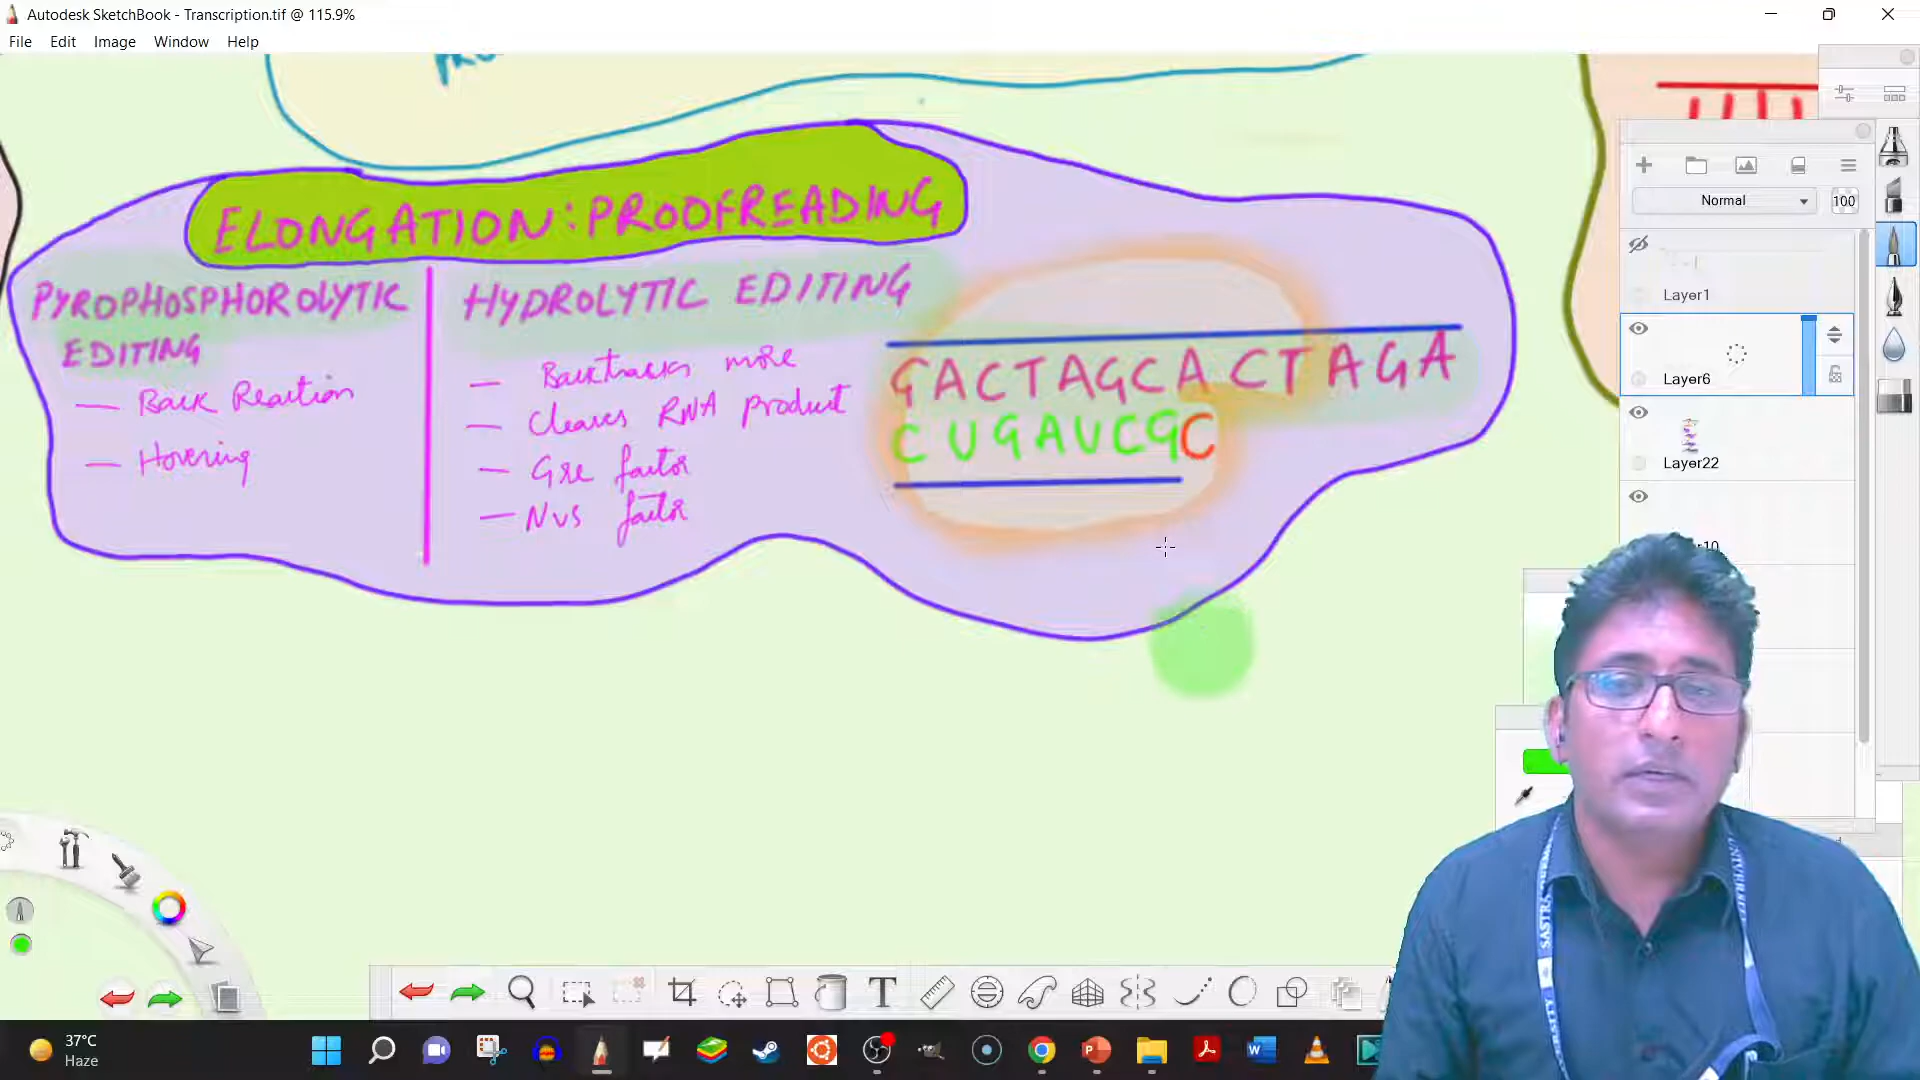 Autodesk SketchBook - Transcription.tif @ 115.9%
File Edit Image Window Help
ELONGATION: PROOFREADING
PYROPHOSPHOROLYTIC
EDITING
— Back Reaction
— Hovering
HYDROLYTIC EDITING
— Backtracks more
— Cleaves RNA product
— Gre factor
— Nus factor
GACTAGCACTAGA
CUGAUCGC
Normal 100
Layer1
Layer6
Layer22
SASTRA
37°C
Haze